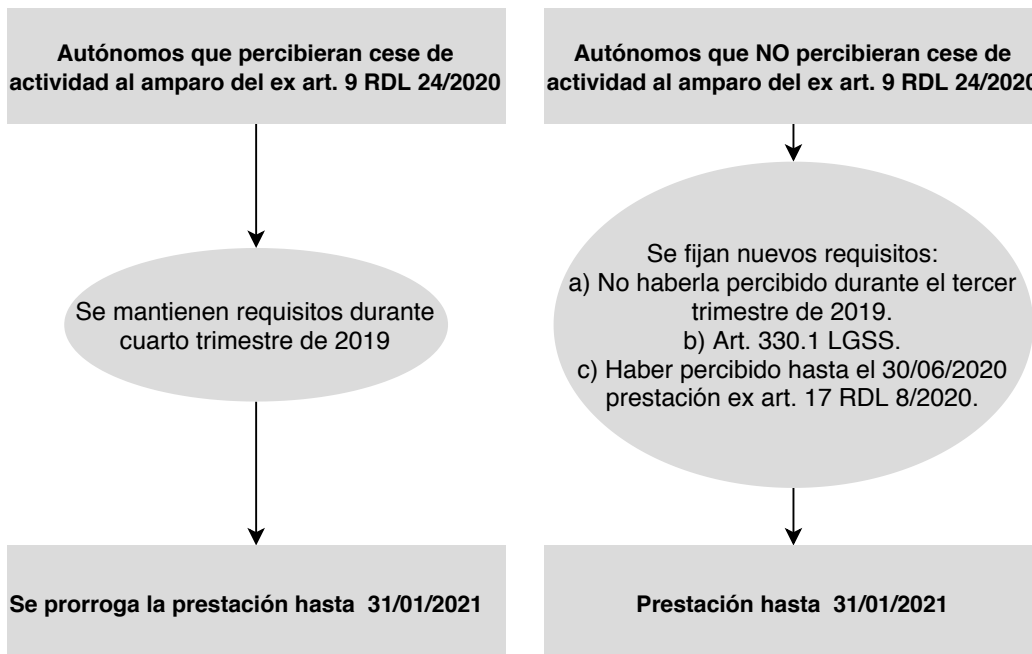 Autónomos que percibieran cese de
actividad al amparo del ex art. 9 RDL 24/2020
Se mantienen requisitos durante
cuarto trimestre de 2019
Se prorroga la prestación hasta  31/01/2021
Autónomos que NO percibieran cese de
actividad al amparo del ex art. 9 RDL 24/2020
Se fijan nuevos requisitos:
a) No haberla percibido durante el tercer
trimestre de 2019.
b) Art. 330.1 LGSS.
c) Haber percibido hasta el 30/06/2020
prestación ex art. 17 RDL 8/2020.
Prestación hasta  31/01/2021